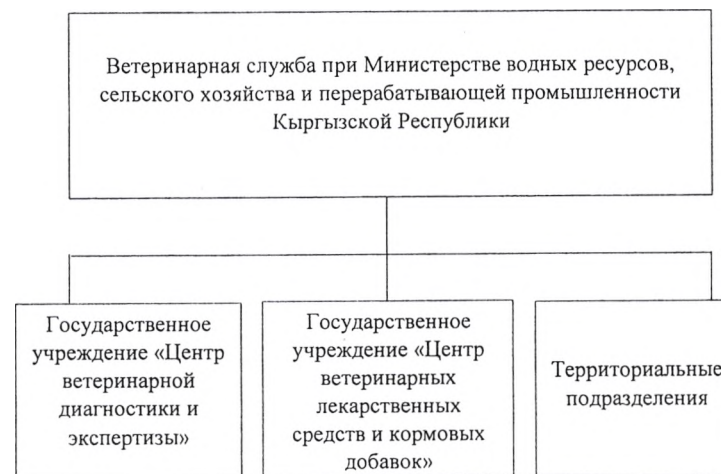 Ветеринарная служба при Министерстве водных ресурсов,
сельского хозяйства и перерабатывающей промышленности
Кыргызской Республики
Государственное
учреждение «Центр
ветеринарной
диагностики и
экспертизы»
Государственное
учреждение «Центр
ветеринарных
лекарственных
средств и кормовых
добавок»
Территориальные
подразделения